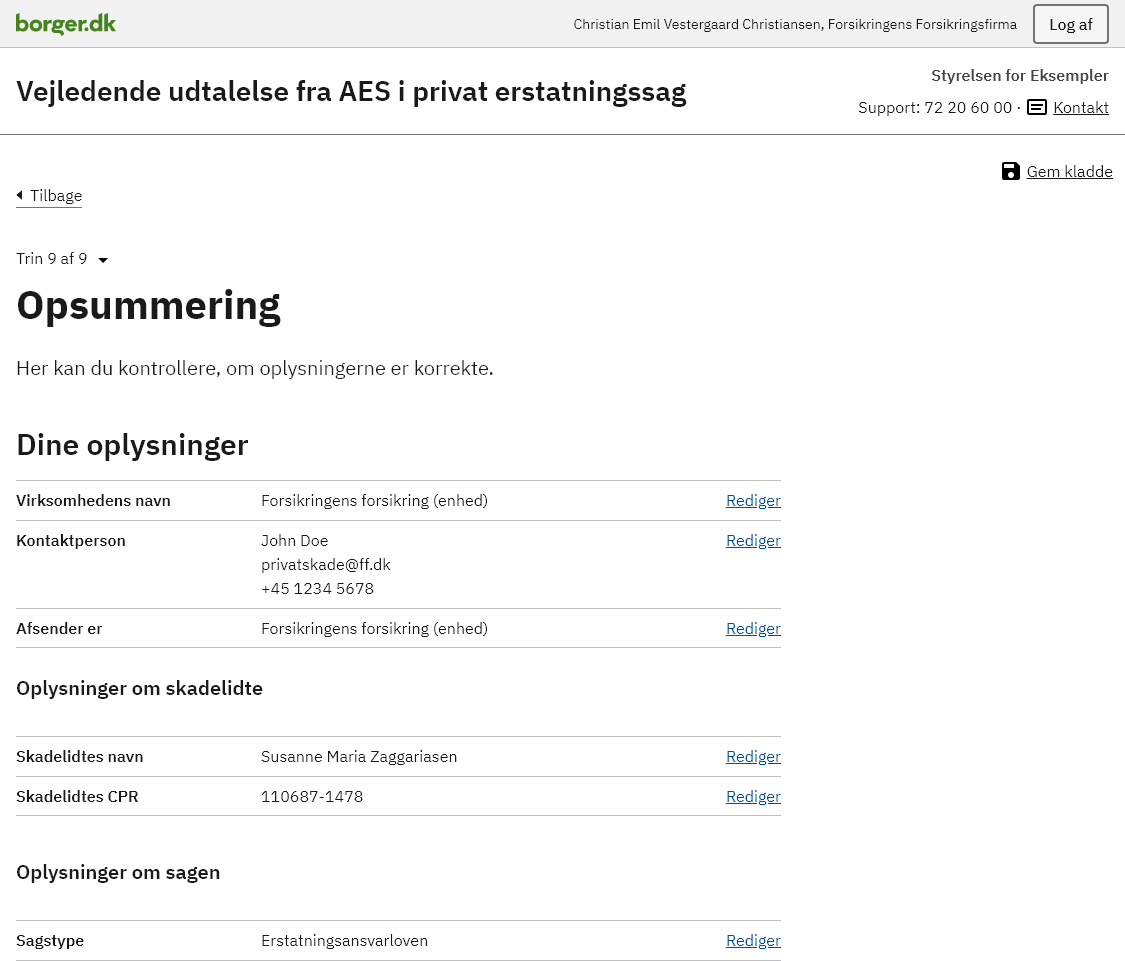 borger.dk
Christian Emil Vestergaard Christiansen, Forsikringens Forsikringsfirma
Log af
Vejledende udtalelse fra AES i privat erstatningssag
Styrelsen for Eksempler
Support: 72 20 60 00 · Kontakt
Gem kladde
Tilbage
Trin 9 af 9
Opsummering
Her kan du kontrollere, om oplysningerne er korrekte.
Dine oplysninger
Virksomhedens navn Forsikringens forsikring (enhed) Rediger
Kontaktperson John Doe Rediger
privatskade@ff.dk
+45 1234 5678
Afsender er Forsikringens forsikring (enhed) Rediger
Oplysninger om skadelidte
Skadelidtes navn Susanne Maria Zaggariasen Rediger
Skadelidtes CPR 110687-1478 Rediger
Oplysninger om sagen
Sagstype Erstatningsansvarloven Rediger